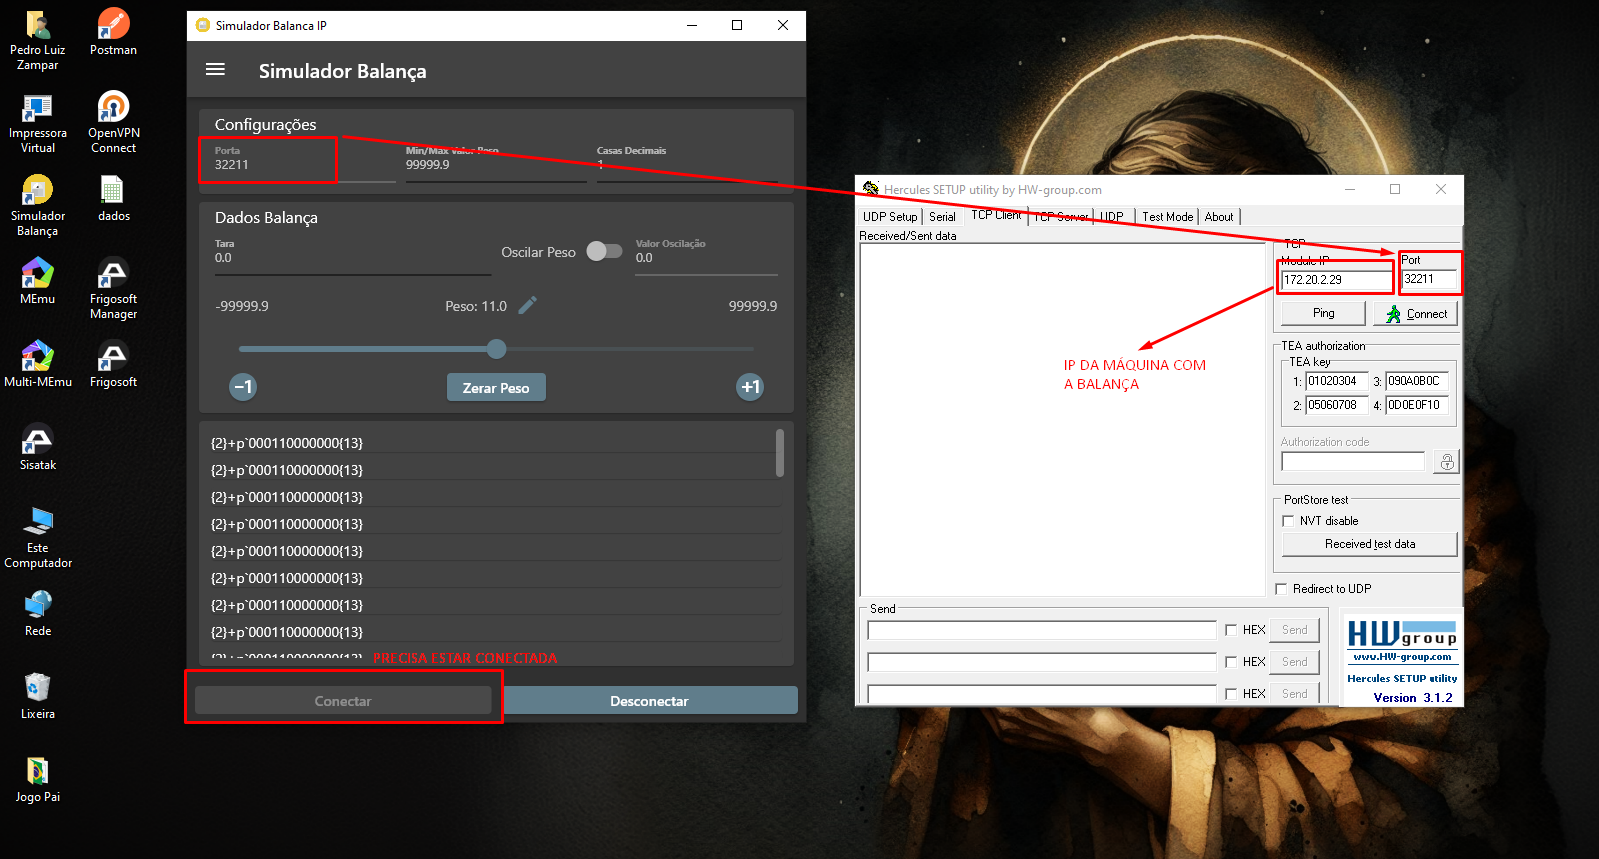 Pedro Luiz
Zampar
Postman
Impressora
Virtual
OpenVPN
Connect
Simulador
Balança
dados
MEmu
Frigosoft
Manager
Multi-MEmu
Frigosoft
Sisatak
Este
Computador
Rede
Lixeira
Jogo Pai
Simulador Balanca IP
Simulador Balança
Configurações
Porta
32211
Min/Max Valor Peso
99999.9
Casas Decimais
1
Dados Balança
Tara
0.0
Oscilar Peso
Valor Oscilação
0.0
-99999.9
Peso: 11.0
99999.9
−1
Zerar Peso
+1
{2}+p`000110000000{13}
{2}+p`000110000000{13}
{2}+p`000110000000{13}
{2}+p`000110000000{13}
{2}+p`000110000000{13}
{2}+p`000110000000{13}
{2}+p`000110000000{13}
{2}+p`000110000000{13}
{2}+p`000110000000{13}
PRECISA ESTAR CONECTADA
Conectar
Desconectar
Hercules SETUP utility by HW-group.com
UDP Setup
Serial
TCP Client
TCP Server
UDP
Test Mode
About
Received/Sent data
TCP
Module IP
Port
172.20.2.29
32211
Ping
Connect
IP DA MÁQUINA COM
A BALANÇA
TEA authorization
TEA key
1: 01020304
3: 090A0B0C
2: 05060708
4: 0D0E0F10
Authorization code
PortStore test
NVT disable
Received test data
Redirect to UDP
Send
HEX
Send
HEX
Send
HEX
Send
HWgroup
www.HW-group.com
Hercules SETUP utility
Version 3.1.2